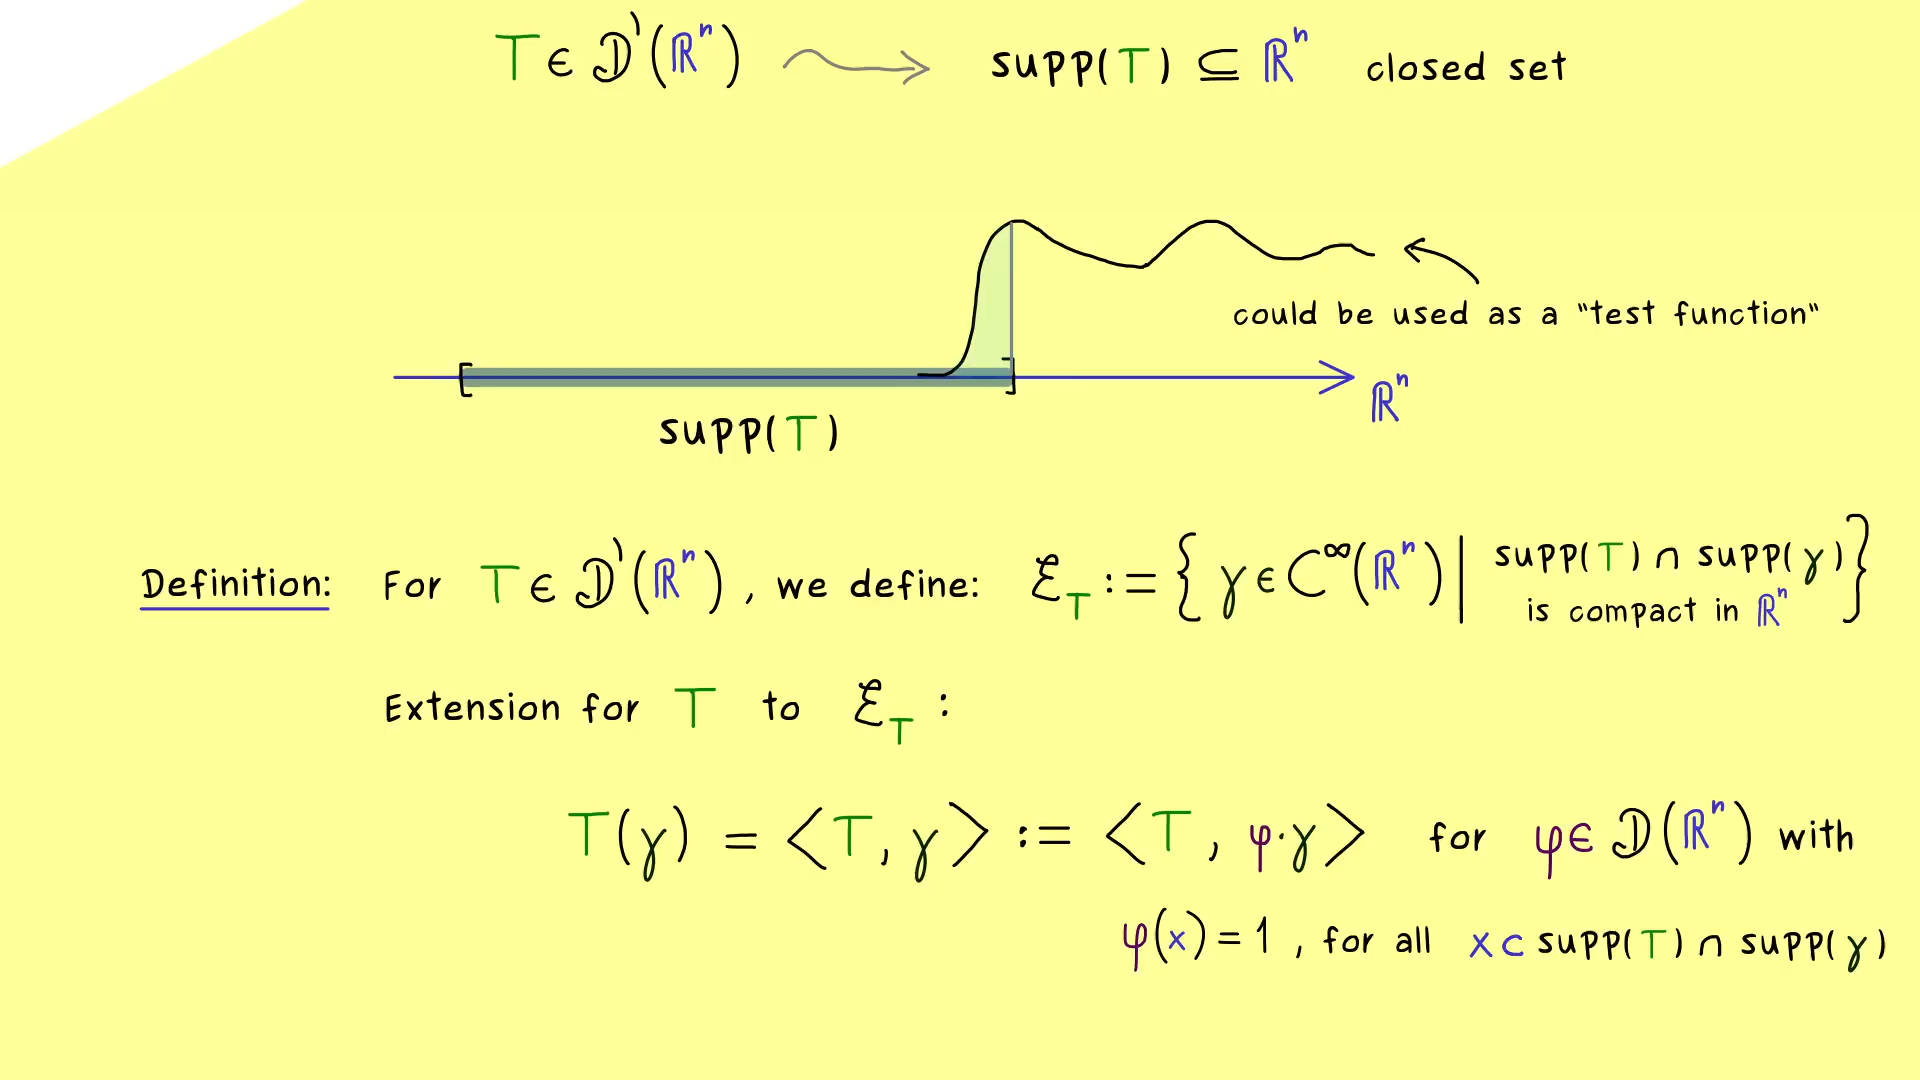 T ∈ 𝒟'(ℝⁿ) ⟿ supp(T) ⊆ ℝⁿ closed set
could be used as a "test function"
ℝⁿ
supp(T)
Definition: For T ∈ 𝒟'(ℝⁿ), we define: ℰ_T := { γ ∈ C^∞(ℝⁿ) | supp(T) ∩ supp(γ) }
is compact in ℝⁿ
Extension for T to ℰ_T :
T(γ) = <T, γ> := <T, φ·γ> for φ ∈ 𝒟(ℝⁿ) with
φ(x) = 1, for all x ⊂ supp(T) ∩ supp(γ)